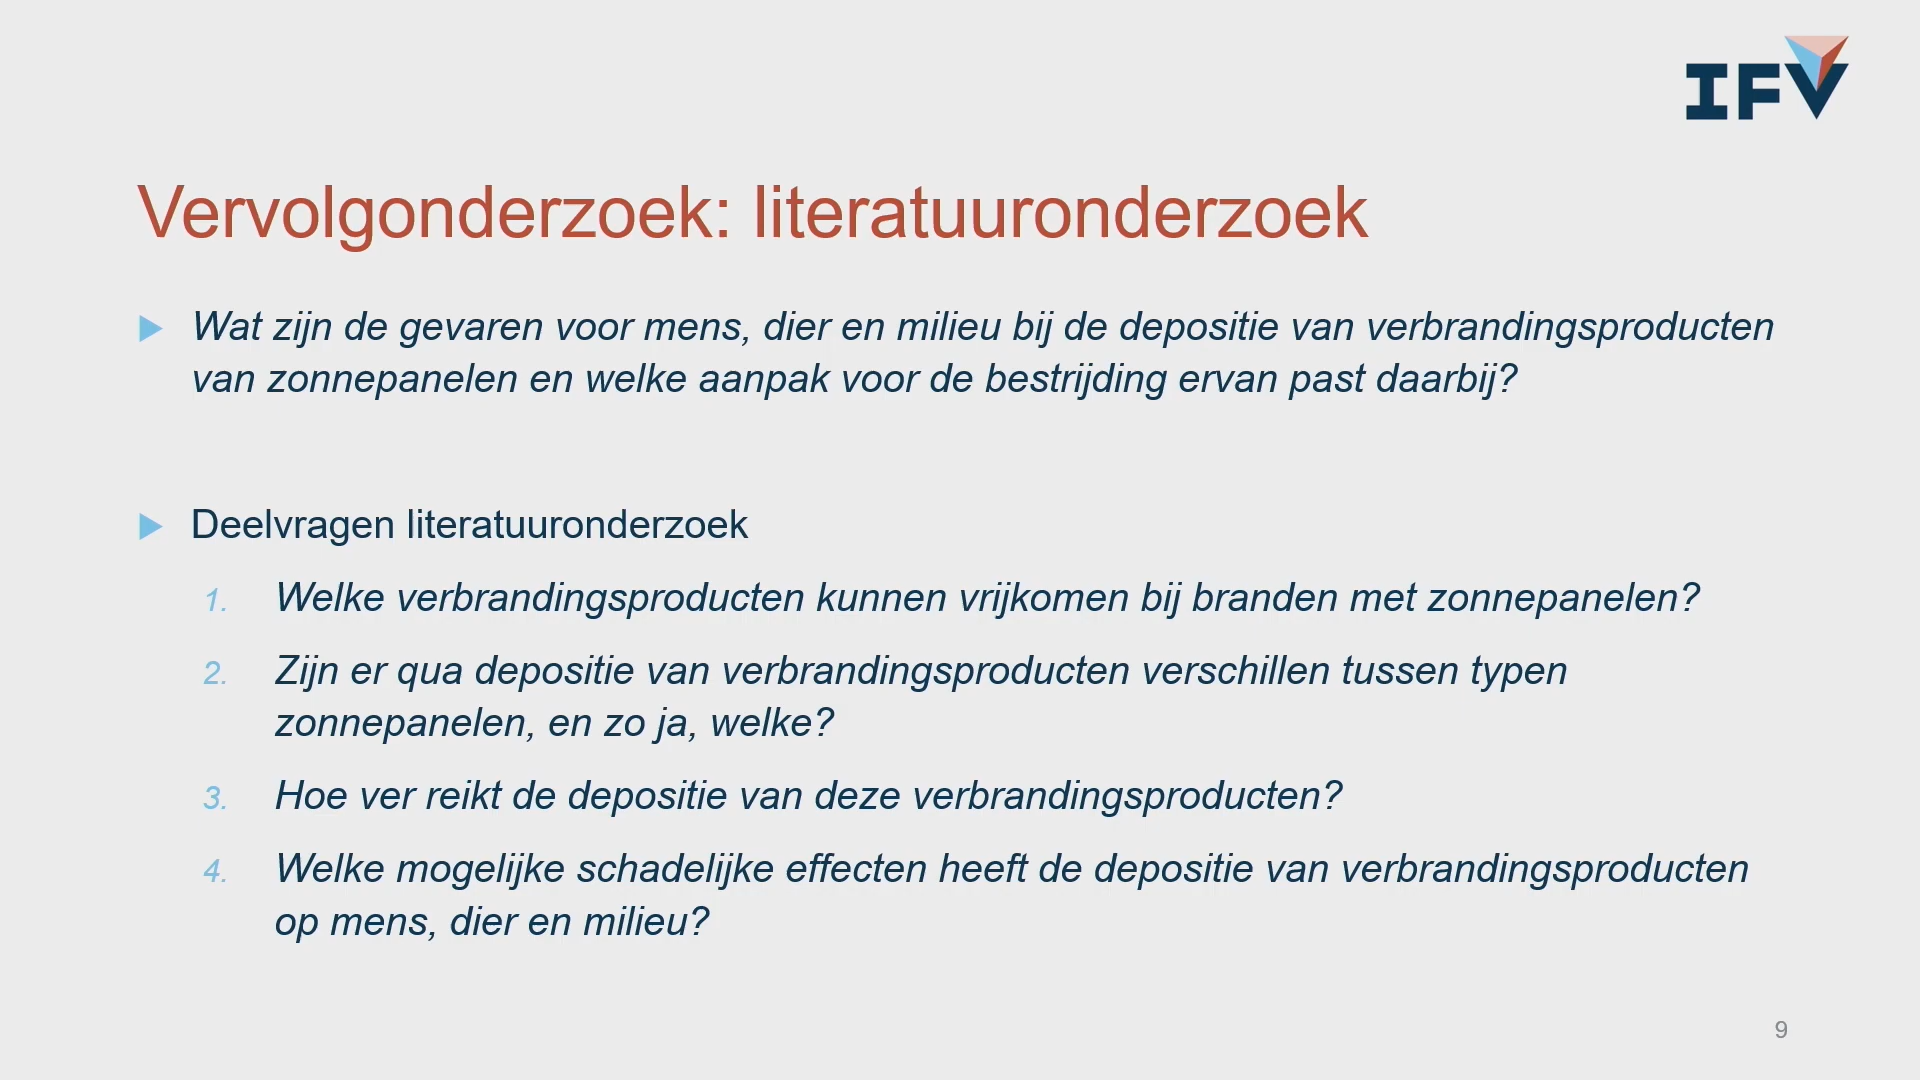 IFV
Vervolgonderzoek: literatuuronderzoek
Wat zijn de gevaren voor mens, dier en milieu bij de depositie van verbrandingsproducten
van zonnepanelen en welke aanpak voor de bestrijding ervan past daarbij?
Deelvragen literatuuronderzoek
1. Welke verbrandingsproducten kunnen vrijkomen bij branden met zonnepanelen?
2. Zijn er qua depositie van verbrandingsproducten verschillen tussen typen
zonnepanelen, en zo ja, welke?
3. Hoe ver reikt de depositie van deze verbrandingsproducten?
4. Welke mogelijke schadelijke effecten heeft de depositie van verbrandingsproducten
op mens, dier en milieu?
9